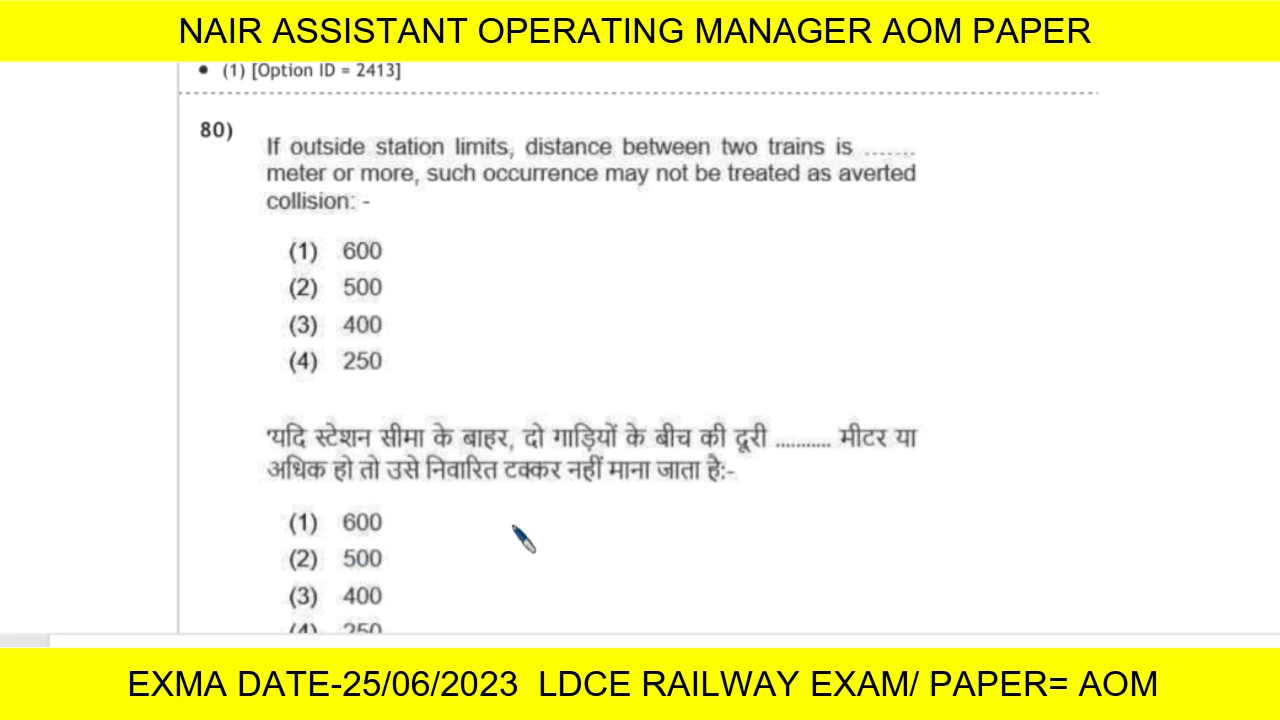 NAIR ASSISTANT OPERATING MANAGER AOM PAPER
• (1) [Option ID = 2413]
80)
If outside station limits, distance between two trains is .......
meter or more, such occurrence may not be treated as averted
collision: -
(1) 600
(2) 500
(3) 400
(4) 250
'यदि स्टेशन सीमा के बाहर, दो गाड़ियों के बीच की दूरी ........... मीटर या
अधिक हो तो उसे निवारित टक्कर नहीं माना जाता है:-
(1) 600
(2) 500
(3) 400
(4) 250
EXMA DATE-25/06/2023 LDCE RAILWAY EXAM/ PAPER= AOM